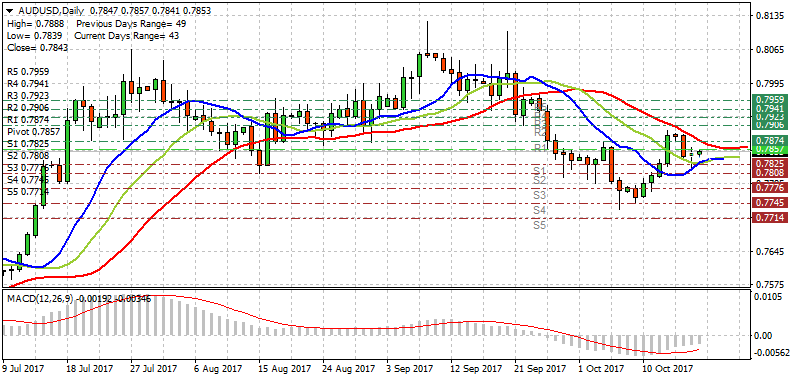 AUDUSD,Daily 0.7847 0.7857 0.7841 0.7853
High= 0.7888 Previous Days Range= 49
Low= 0.7839 Current Days Range= 43
Close= 0.7843
R5 0.7959
R4 0.7941
R3 0.7923
R2 0.7906
R1 0.7874
Pivot 0.7857
S1 0.7825
S2 0.7808
S3 0.7776
S4 0.7745
S5 0.7714
R1
S1
S2
S3
S4
S5
0.8135
0.8065
0.7995
0.7959
0.7941
0.7923
0.7906
0.7874
0.7857
0.7825
0.7808
0.7776
0.7745
0.7714
0.7645
0.7575
MACD(12,26,9) -0.00192 -0.00346
0.0105
0.00
-0.00562
9 Jul 2017
18 Jul 2017
27 Jul 2017
6 Aug 2017
15 Aug 2017
24 Aug 2017
3 Sep 2017
12 Sep 2017
21 Sep 2017
1 Oct 2017
10 Oct 2017